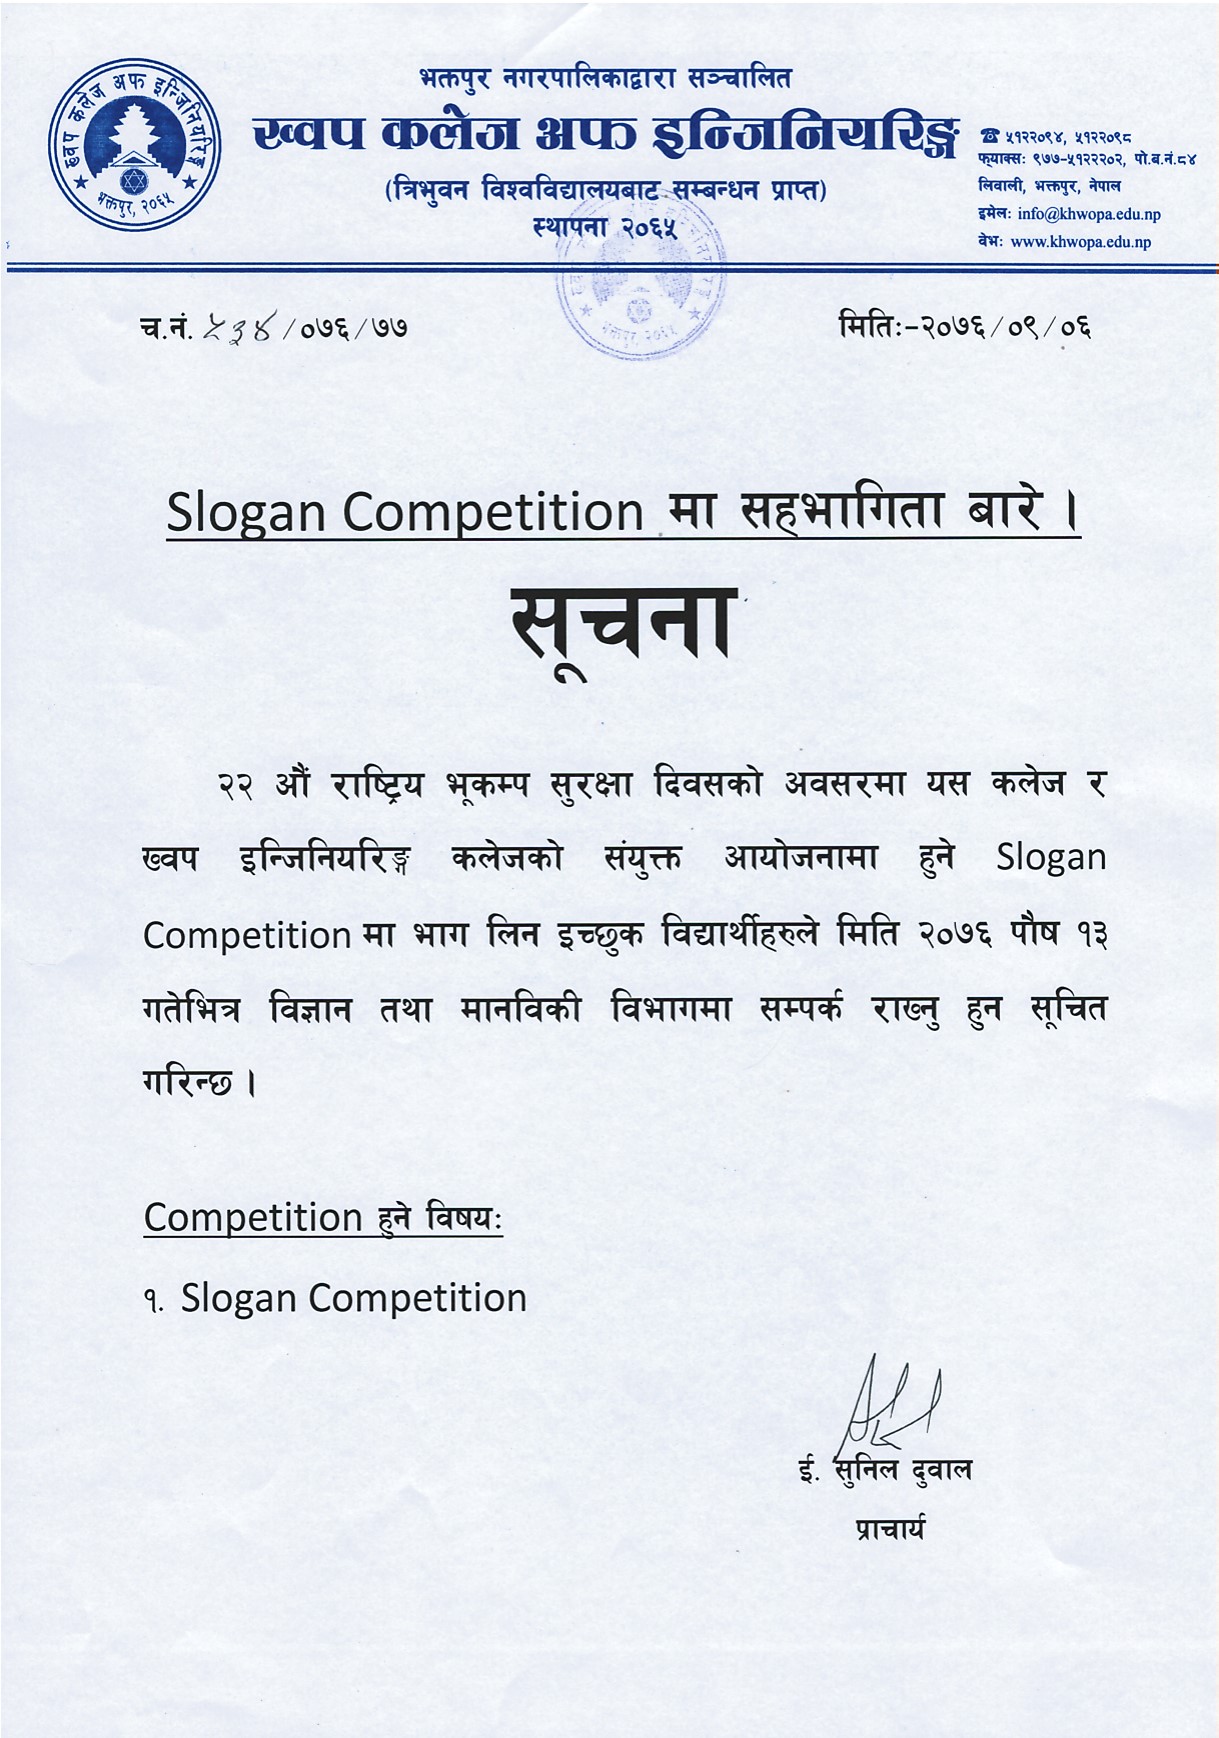 ख्वप कलेज अफ इन्जिनियरिङ्ग
भक्तपुर, २०६५
भक्तपुर नगरपालिकाद्वारा सञ्चालित
ख्वप कलेज अफ इन्जिनियरिङ्ग
(त्रिभुवन विश्वविद्यालयबाट सम्बन्धन प्राप्त)
स्थापना २०६५
☎ ५१२२०९४, ५१२२०९८
फ्याक्सः ९७७-५१२२२०२, पो.ब.नं.८४
लिवाली, भक्तपुर, नेपाल
इमेलः info@khwopa.edu.np
वेभः www.khwopa.edu.np
भक्तपुर, २०६५
च.नं. ५३४/०७६/७७
मितिः-२०७६/०९/०६
Slogan Competition मा सहभागिता बारे ।
सूचना
२२ औं राष्ट्रिय भूकम्प सुरक्षा दिवसको अवसरमा यस कलेज र
ख्वप इन्जिनियरिङ्ग कलेजको संयुक्त आयोजनामा हुने Slogan
Competition मा भाग लिन इच्छुक विद्यार्थीहरुले मिति २०७६ पौष १३
गतेभित्र विज्ञान तथा मानविकी विभागमा सम्पर्क राख्नु हुन सूचित
गरिन्छ ।
Competition हुने विषयः
१. Slogan Competition
ई. सुनिल दुवाल
प्राचार्य